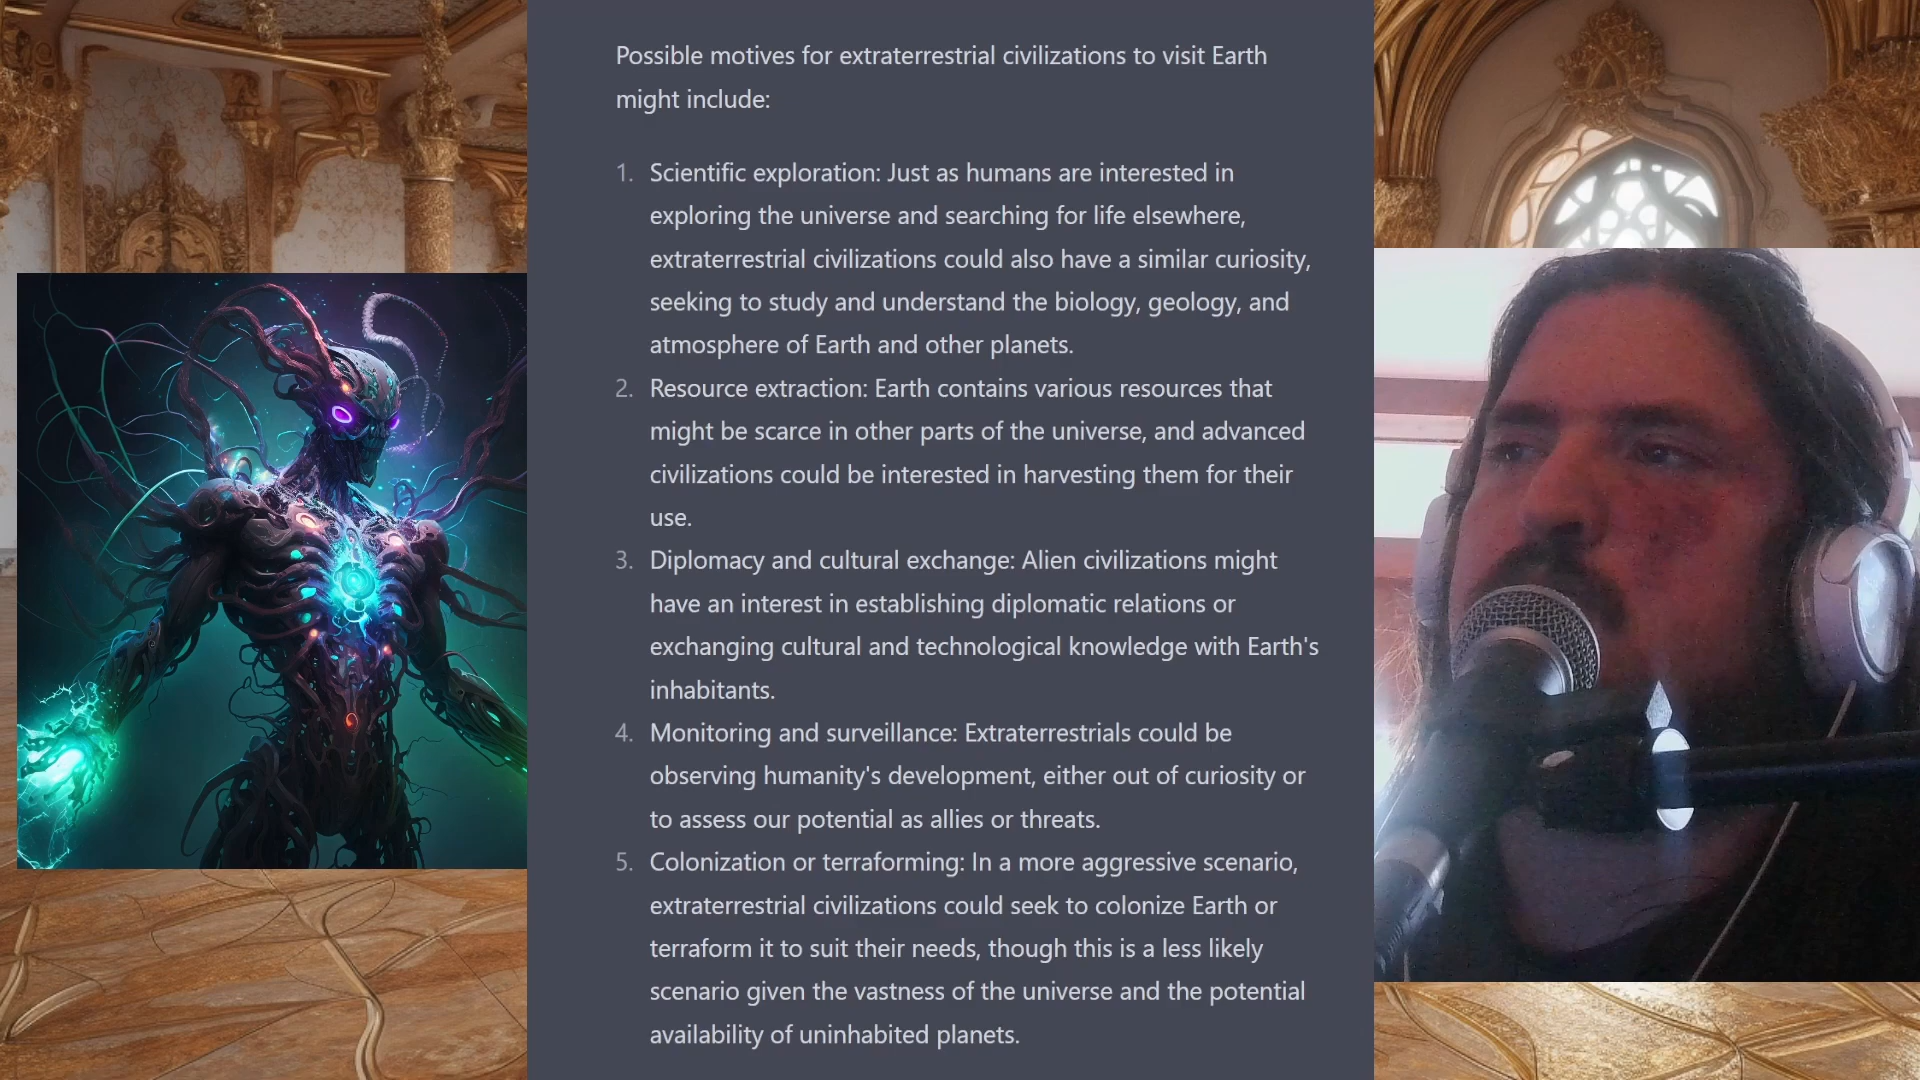 Possible motives for extraterrestrial civilizations to visit Earth
might include:
1. Scientific exploration: Just as humans are interested in
exploring the universe and searching for life elsewhere,
extraterrestrial civilizations could also have a similar curiosity,
seeking to study and understand the biology, geology, and
atmosphere of Earth and other planets.
2. Resource extraction: Earth contains various resources that
might be scarce in other parts of the universe, and advanced
civilizations could be interested in harvesting them for their
use.
3. Diplomacy and cultural exchange: Alien civilizations might
have an interest in establishing diplomatic relations or
exchanging cultural and technological knowledge with Earth's
inhabitants.
4. Monitoring and surveillance: Extraterrestrials could be
observing humanity's development, either out of curiosity or
to assess our potential as allies or threats.
5. Colonization or terraforming: In a more aggressive scenario,
extraterrestrial civilizations could seek to colonize Earth or
terraform it to suit their needs, though this is a less likely
scenario given the vastness of the universe and the potential
availability of uninhabited planets.